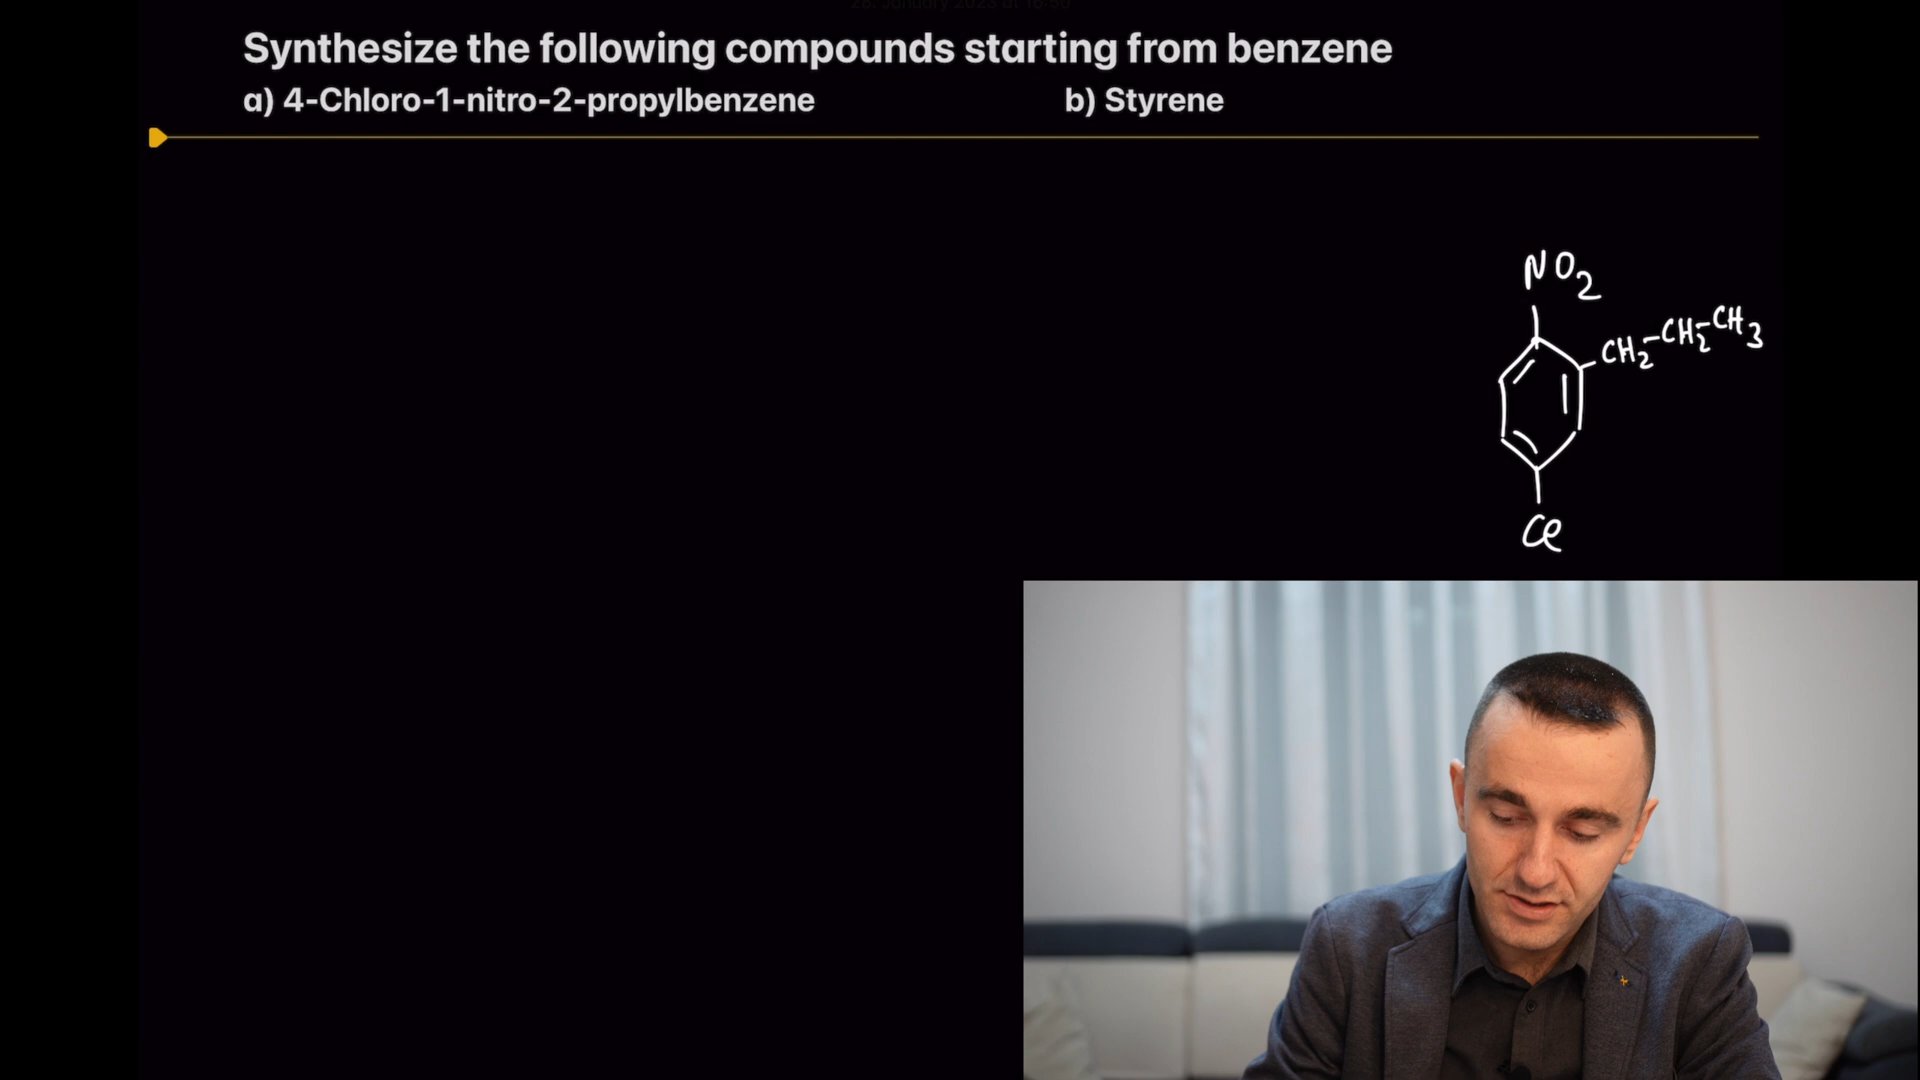 Synthesize the following compounds starting from benzene
a) 4-Chloro-1-nitro-2-propylbenzene b) Styrene
NO2
CH2-CH2-CH3
Cl